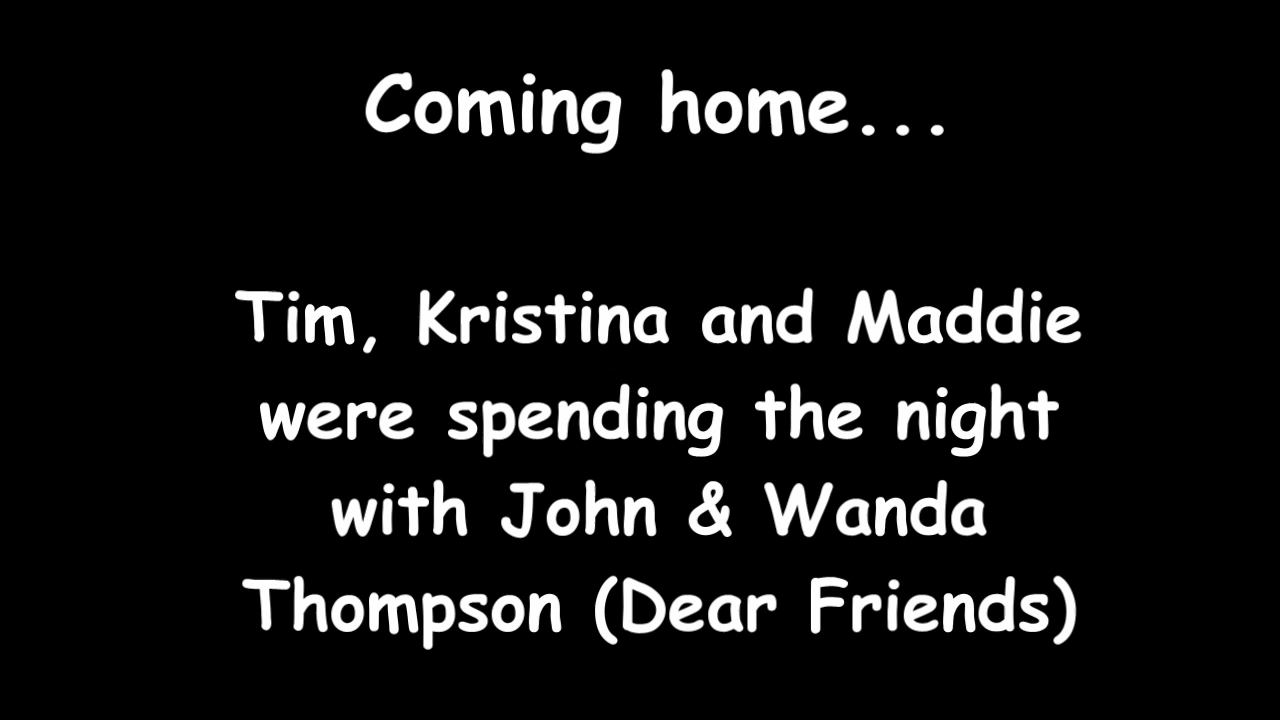 Coming home...
Tim, Kristina and Maddie
were spending the night
with John & Wanda
Thompson (Dear Friends)